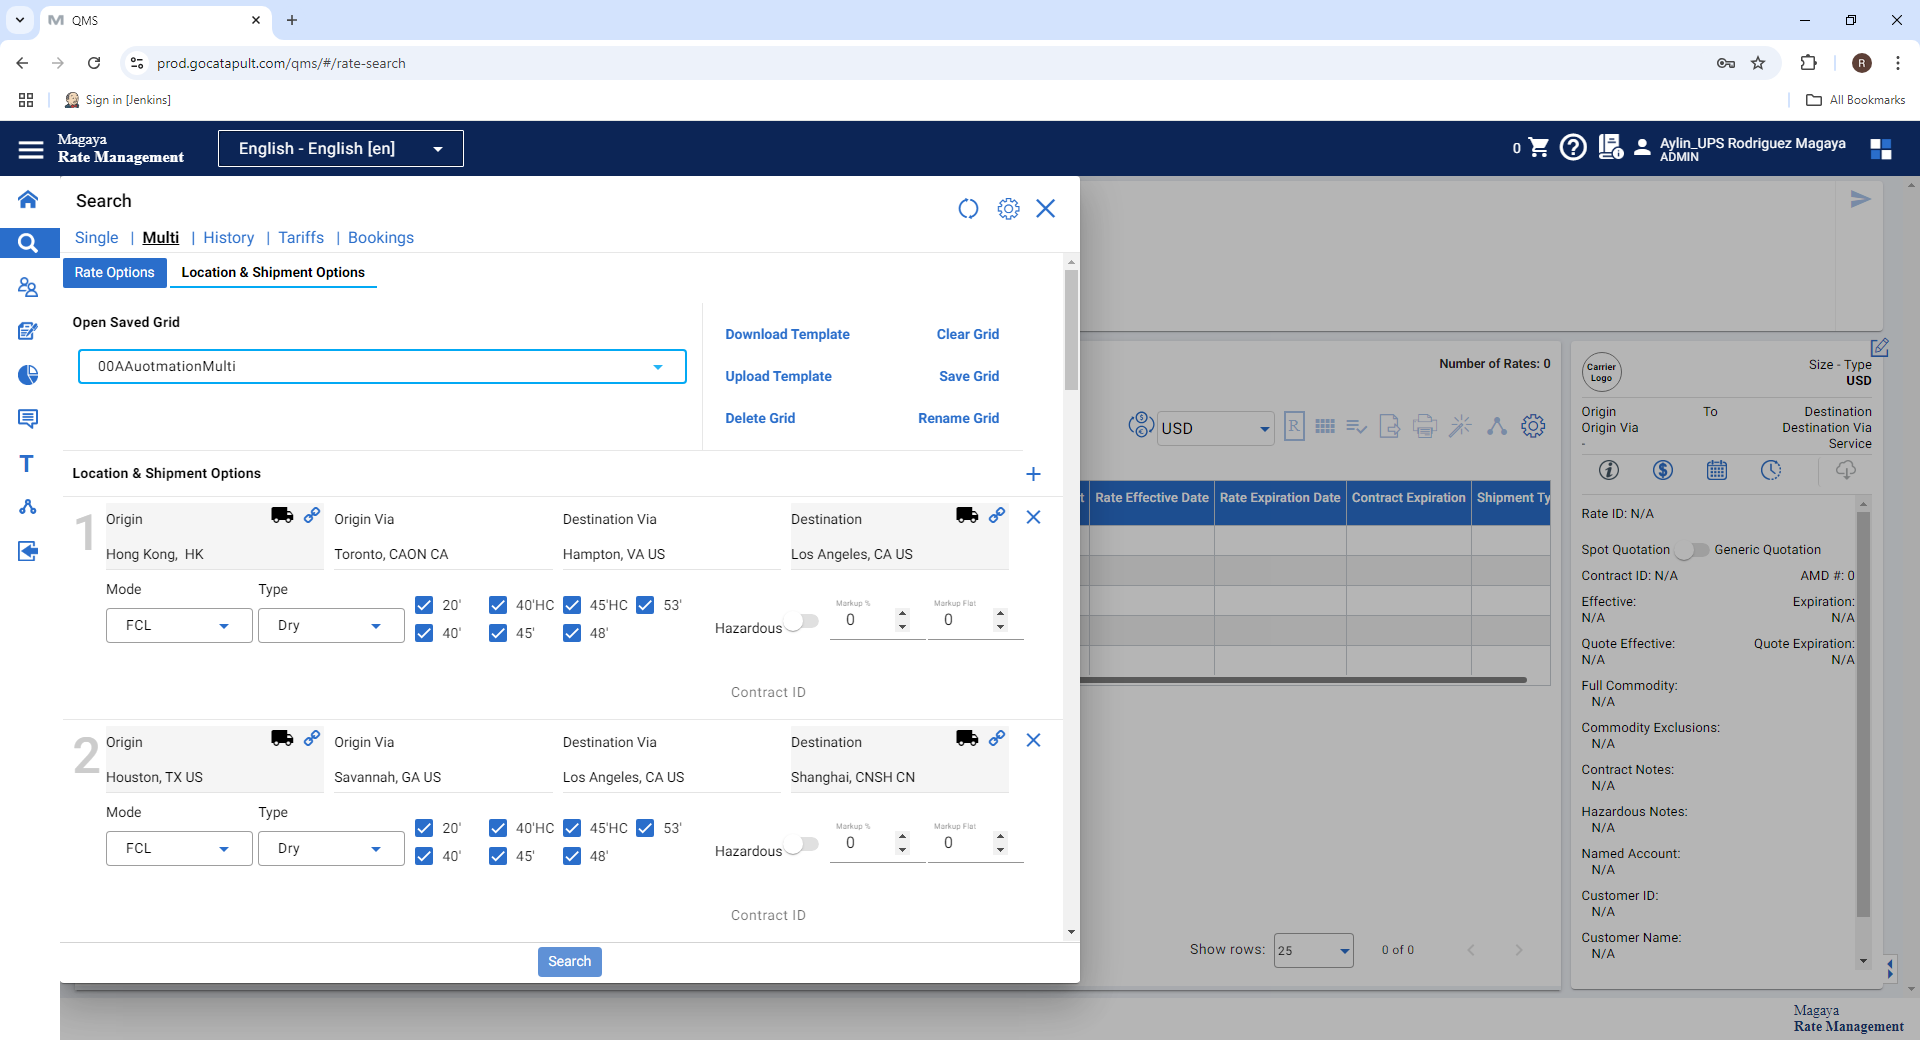 QMS
prod.gocatapult.com/qms/#/rate-search
R
Sign in [Jenkins]
All Bookmarks
Magaya
Rate Management
English - English [en]
0
Aylin_UPS Rodriguez Magaya
ADMIN
Search
Single | Multi | History | Tariffs | Bookings
Rate Options
Location & Shipment Options
Open Saved Grid
00AAuotmationMulti
Download Template
Clear Grid
Upload Template
Save Grid
Delete Grid
Rename Grid
Location & Shipment Options
1
Origin
Origin Via
Destination Via
Destination
Hong Kong, HK
Toronto, CAON CA
Hampton, VA US
Los Angeles, CA US
Mode
Type
FCL
Dry
20'
40'HC
45'HC
53'
40'
45'
48'
Hazardous
Markup %
0
Markup Flat
0
Contract ID
2
Origin
Origin Via
Destination Via
Destination
Houston, TX US
Savannah, GA US
Los Angeles, CA US
Shanghai, CNSH CN
Mode
Type
FCL
Dry
20'
40'HC
45'HC
53'
40'
45'
48'
Hazardous
Markup %
0
Markup Flat
0
Contract ID
Search
Number of Rates: 0
USD
R
t
Rate Effective Date
Rate Expiration Date
Contract Expiration
Shipment Ty
Show rows:
25
0 of 0
Carrier
Logo
Size - Type
USD
Origin
To
Destination
Origin Via
Destination Via
-
Service
Rate ID: N/A
Spot Quotation
Generic Quotation
Contract ID: N/A
AMD #: 0
Effective:
Expiration:
N/A
N/A
Quote Effective:
Quote Expiration:
N/A
N/A
Full Commodity:
N/A
Commodity Exclusions:
N/A
Contract Notes:
N/A
Hazardous Notes:
N/A
Named Account:
N/A
Customer ID:
N/A
Customer Name:
N/A
Magaya
Rate Management